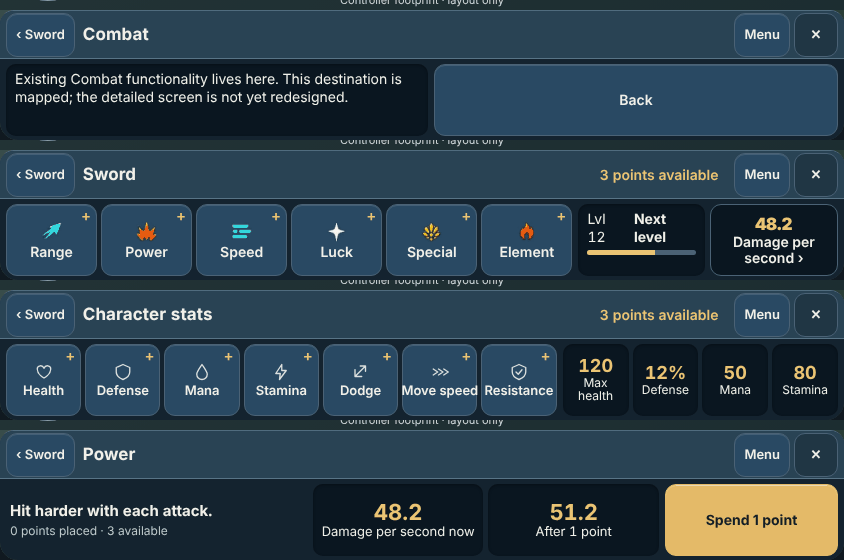 Controller footprint · layout only
‹ Sword
Combat
Menu
×
Existing Combat functionality lives here. This destination is
mapped; the detailed screen is not yet redesigned.
Back
Controller footprint · layout only
‹ Sword
Sword
3 points available
Menu
×
+
Range
+
Power
+
Speed
+
Luck
+
Special
+
Element
Lvl
12
Next
level
48.2
Damage per
second ›
Controller footprint · layout only
‹ Sword
Character stats
3 points available
Menu
×
+
Health
+
Defense
+
Mana
+
Stamina
+
Dodge
+
Move speed
+
Resistance
120
Max
health
12%
Defense
50
Mana
80
Stamina
Controller footprint · layout only
‹ Sword
Power
Menu
×
Hit harder with each attack.
0 points placed · 3 available
48.2
Damage per second now
51.2
After 1 point
Spend 1 point